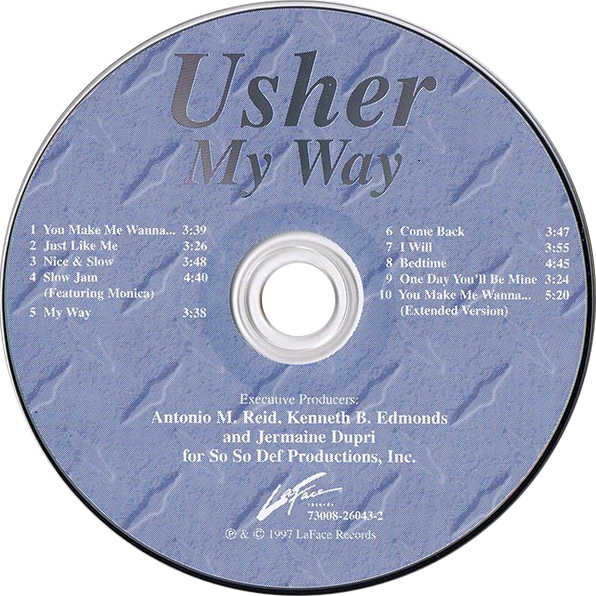 Usher
My Way
1 You Make Me Wanna... 3:39
2 Just Like Me 3:26
3 Nice & Slow 3:48
4 Slow Jam 4:40
(Featuring Monica)
5 My Way 3:38
6 Come Back 3:47
7 I Will 3:55
8 Bedtime 4:45
9 One Day You'll Be Mine 3:24
10 You Make Me Wanna... 5:20
(Extended Version)
Executive Producers:
Antonio M. Reid, Kenneth B. Edmonds
and Jermaine Dupri
for So So Def Productions, Inc.
LaFace
records
73008-26043-2
℗ & © 1997 LaFace Records